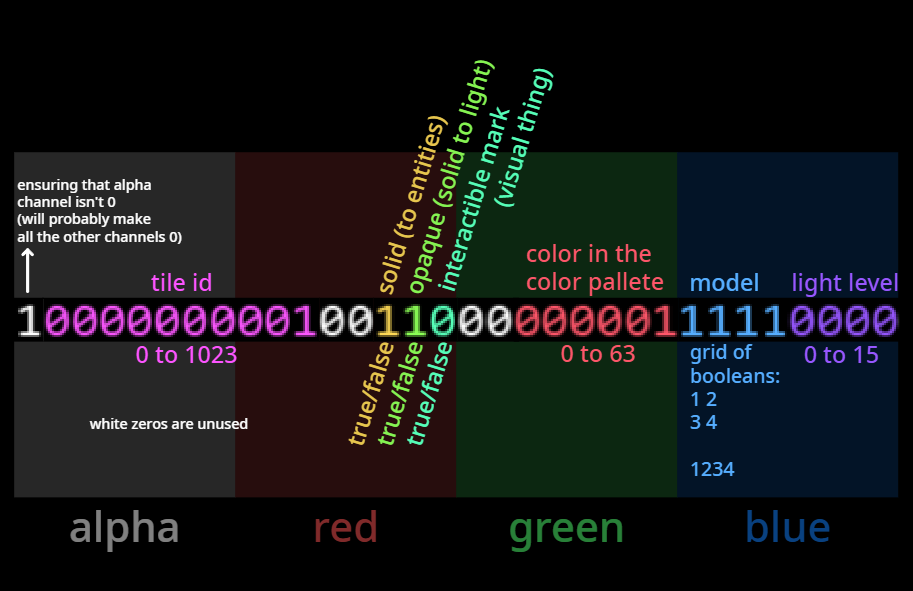 solid (to entities)
opaque (solid to light)
interactible mark
(visual thing)
ensuring that alpha
channel isn't 0
(will probably make
all the other channels 0)
tile id
color in the
color pallete
model
light level
10000000001001100000000111110000
0 to 1023
true/false
true/false
true/false
0 to 63
grid of
booleans:
1 2
3 4
1234
0 to 15
white zeros are unused
alpha
red
green
blue